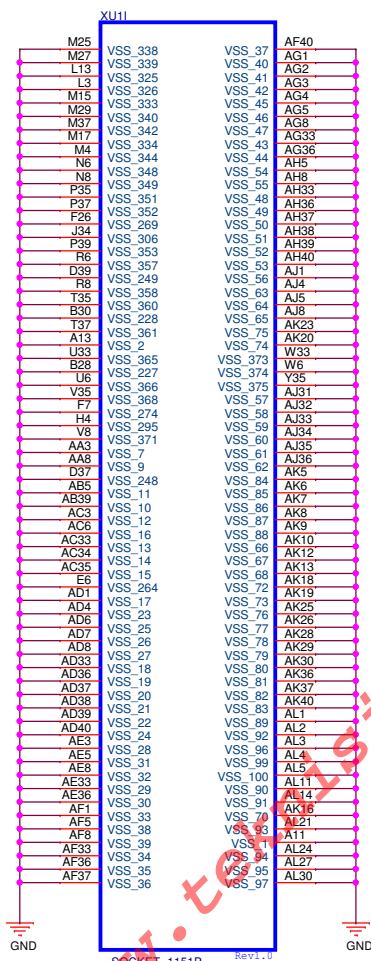 XU1I
M25 VSS_338 VSS_37 AF40
M27 VSS_339 VSS_40 AG1
L13 VSS_325 VSS_41 AG2
L3 VSS_326 VSS_42 AG3
M15 VSS_333 VSS_45 AG4
M29 VSS_340 VSS_46 AG5
M37 VSS_342 VSS_47 AG8
M17 VSS_334 VSS_43 AG33
M4 VSS_344 VSS_44 AG36
N6 VSS_348 VSS_54 AH5
N8 VSS_349 VSS_55 AH8
P35 VSS_351 VSS_48 AH33
P37 VSS_352 VSS_49 AH36
F26 VSS_269 VSS_50 AH37
J34 VSS_306 VSS_51 AH38
P39 VSS_353 VSS_52 AH39
R6 VSS_357 VSS_53 AH40
D39 VSS_249 VSS_56 AJ1
R8 VSS_358 VSS_63 AJ4
T35 VSS_360 VSS_64 AJ5
B30 VSS_228 VSS_65 AJ8
T37 VSS_361 VSS_75 AK23
A13 VSS_2 VSS_74 AK20
U33 VSS_365 VSS_373 W33
B28 VSS_227 VSS_374 W6
U6 VSS_366 VSS_375 Y35
V35 VSS_368 VSS_57 AJ31
F7 VSS_274 VSS_58 AJ32
H4 VSS_295 VSS_59 AJ33
V8 VSS_371 VSS_60 AJ34
AA3 VSS_7 VSS_61 AJ35
AA8 VSS_9 VSS_62 AJ36
D37 VSS_248 VSS_84 AK5
AB5 VSS_11 VSS_85 AK6
AB39 VSS_10 VSS_86 AK7
AC3 VSS_12 VSS_87 AK8
AC6 VSS_16 VSS_88 AK9
AC33 VSS_13 VSS_66 AK10
AC34 VSS_14 VSS_67 AK12
AC35 VSS_15 VSS_68 AK13
E6 VSS_264 VSS_72 AK18
AD1 VSS_17 VSS_73 AK19
AD4 VSS_23 VSS_76 AK25
AD6 VSS_25 VSS_77 AK26
AD7 VSS_26 VSS_78 AK28
AD8 VSS_27 VSS_79 AK29
AD33 VSS_18 VSS_80 AK30
AD36 VSS_19 VSS_81 AK36
AD37 VSS_20 VSS_82 AK37
AD38 VSS_21 VSS_83 AK40
AD39 VSS_22 VSS_89 AL1
AD40 VSS_24 VSS_92 AL2
AE3 VSS_28 VSS_96 AL3
AE5 VSS_31 VSS_99 AL4
AE8 VSS_32 VSS_100 AL5
AE33 VSS_29 VSS_90 AL11
AE36 VSS_30 VSS_91 AL14
AF1 VSS_33 VSS_70 AK16
AF5 VSS_38 VSS_93 AL17
AF8 VSS_39 VSS_1 A11
AF33 VSS_34 VSS_94 AL24
AF36 VSS_35 VSS_95 AL27
AF37 VSS_36 VSS_97 AL30
GND GND
SOCKET_1151P Rev1.0